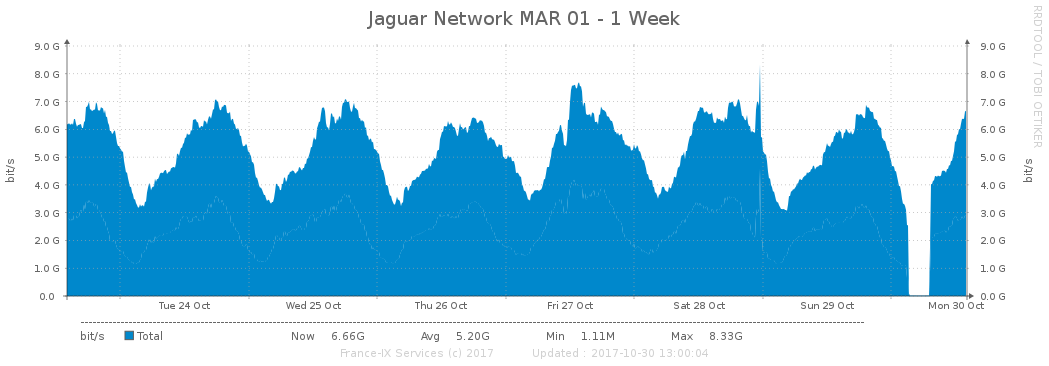 Jaguar Network MAR 01 - 1 Week
RRDTOOL / TOBI OETIKER
bit/s
9.0 G
8.0 G
7.0 G
6.0 G
5.0 G
4.0 G
3.0 G
2.0 G
1.0 G
0.0
9.0 G
8.0 G
7.0 G
6.0 G
5.0 G
4.0 G
3.0 G
2.0 G
1.0 G
0.0 G
bit/s
Tue 24 Oct Wed 25 Oct Thu 26 Oct Fri 27 Oct Sat 28 Oct Sun 29 Oct Mon 30 Oct
bit/s Total Now 6.66G Avg 5.20G Min 1.11M Max 8.33G
France-IX Services (c) 2017 Updated : 2017-10-30 13:00:04